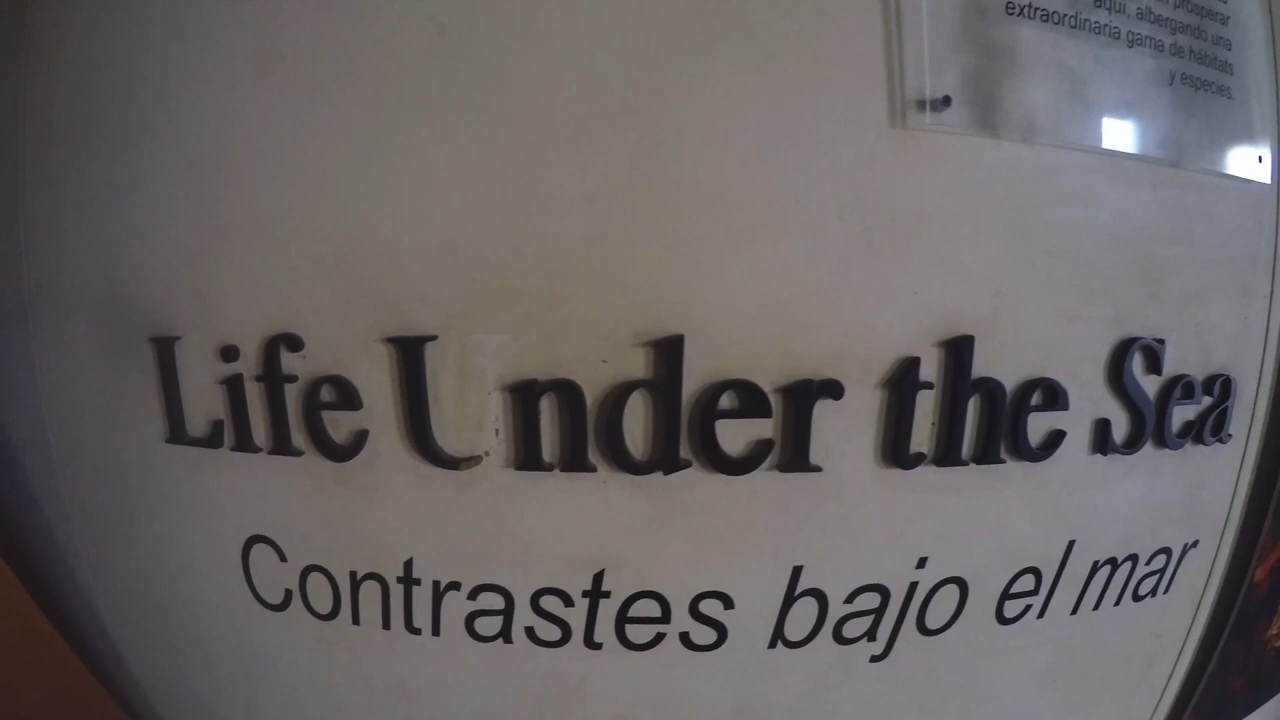 prosperar
aquí, albergando una
extraordinaria gama de hábitats
y especies.
Life Under the Sea
Contrastes bajo el mar